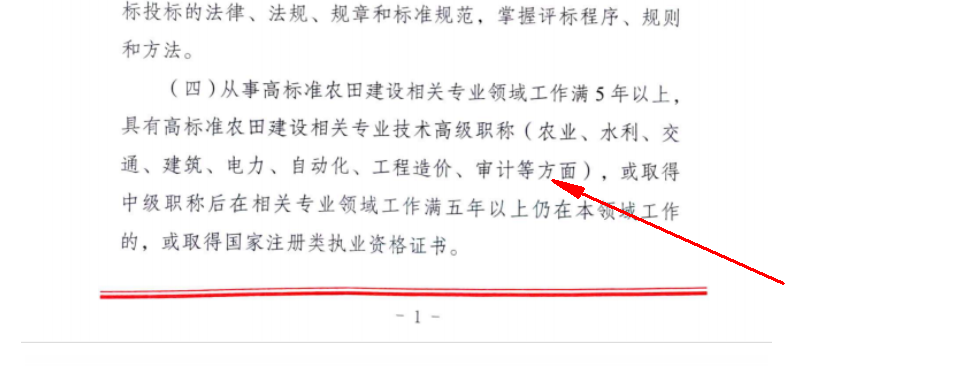 标投标的法律、法规、规章和标准规范，掌握评标程序、规则
和方法。
（四）从事高标准农田建设相关专业领域工作满5年以上，
具有高标准农田建设相关专业技术高级职称（农业、水利、交
通、建筑、电力、自动化、工程造价、审计等方面），或取得
中级职称后在相关专业领域工作满五年以上仍在本领域工作
的，或取得国家注册类执业资格证书。
- 1 -